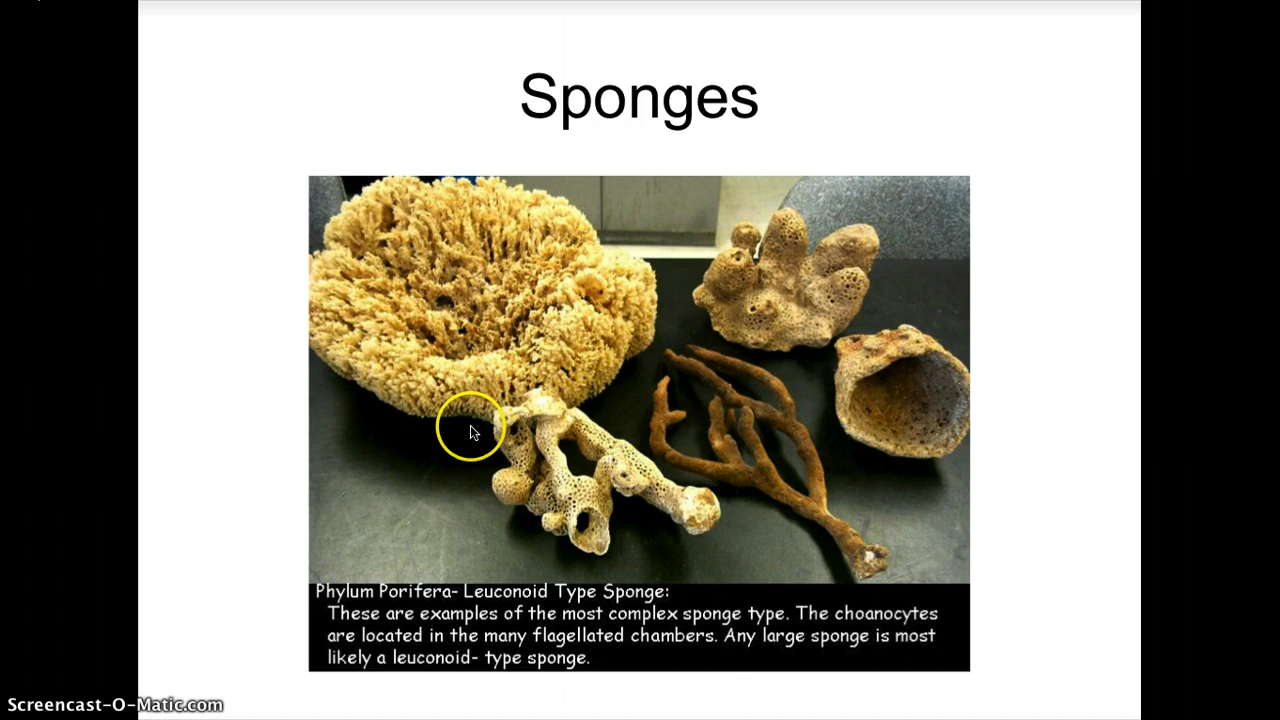 Sponges
Phylum Porifera- Leuconoid Type Sponge:
These are examples of the most complex sponge type. The choanocytes
are located in the many flagellated chambers. Any large sponge is most
likely a leuconoid- type sponge.
Screencast-O-Matic.com